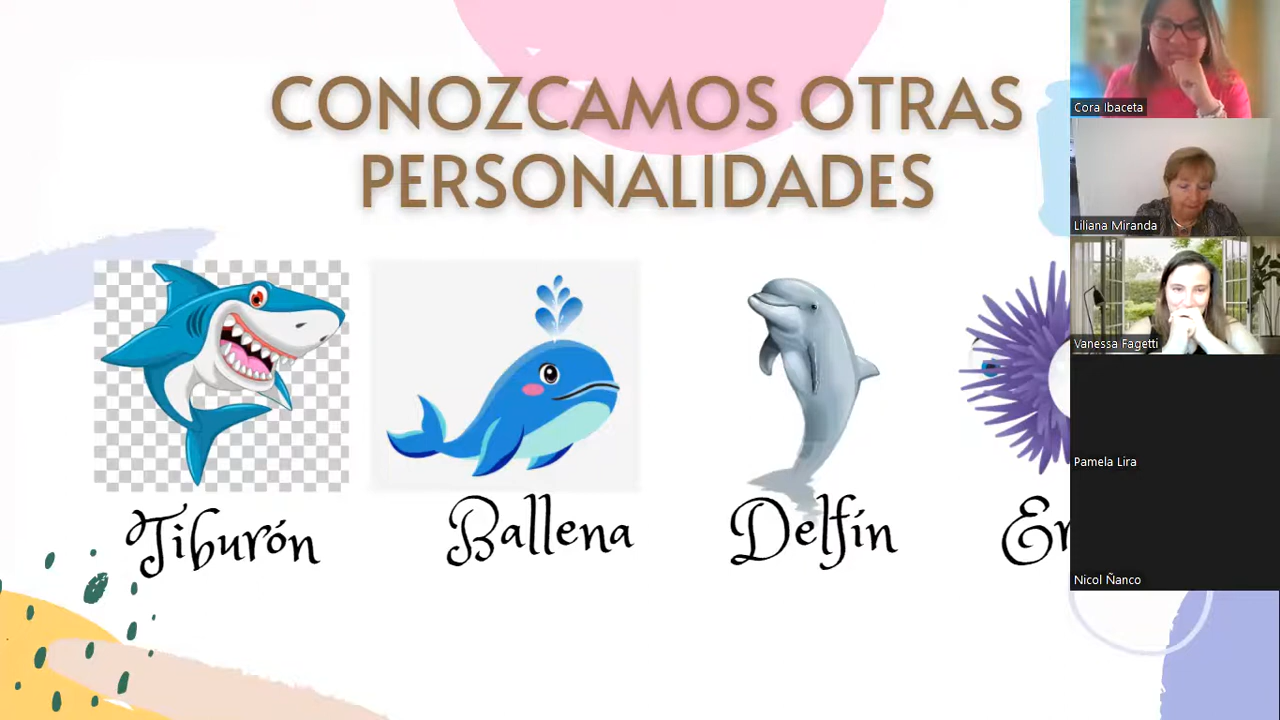 CONOZCAMOS OTRAS
PERSONALIDADES
Tiburón
Ballena
Delfín
Cora Ibaceta
Liliana Miranda
Vanessa Fagetti
Pamela Lira
Nicol Ñanco